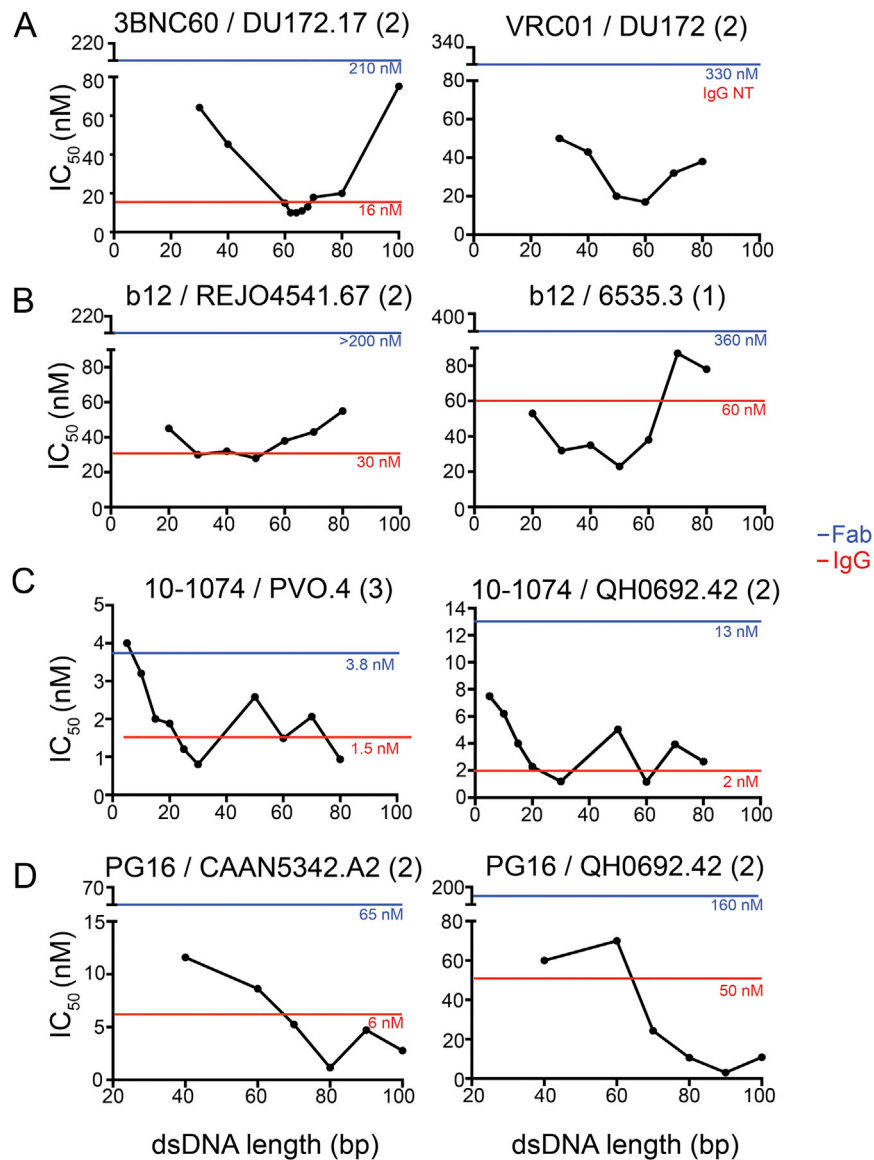 A
3BNC60 / DU172.17 (2)
220
210 nM
80
60
40
20
0
16 nM
IC50 (nM)
0 20 40 60 80 100
VRC01 / DU172 (2)
340
330 nM
IgG NT
80
60
40
20
0
0 20 40 60 80 100
B
b12 / REJO4541.67 (2)
220
>200 nM
80
60
40
20
0
30 nM
IC50 (nM)
0 20 40 60 80 100
b12 / 6535.3 (1)
400
360 nM
80
60
40
20
0
60 nM
0 20 40 60 80 100
–Fab
–IgG
C
10-1074 / PVO.4 (3)
5
4
3
2
1
0
3.8 nM
1.5 nM
IC50 (nM)
0 20 40 60 80 100
10-1074 / QH0692.42 (2)
14
12
10
8
6
4
2
0
13 nM
2 nM
0 20 40 60 80 100
D
PG16 / CAAN5342.A2 (2)
70
65 nM
15
10
5
0
6 nM
IC50 (nM)
20 40 60 80 100
dsDNA length (bp)
PG16 / QH0692.42 (2)
200
160 nM
80
60
40
20
0
50 nM
20 40 60 80 100
dsDNA length (bp)